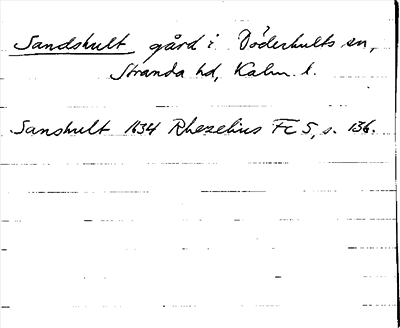 Sandshult gård i Döderhults sn,
Stranda hd, Kalm. l.
Sanshult 1634 Rhezelius Fc 5, s. 136.